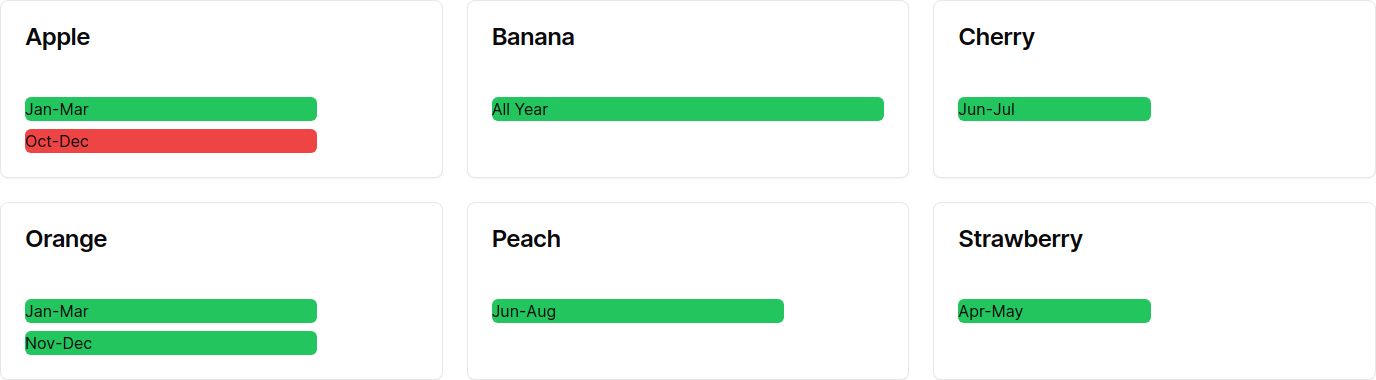 Apple
Jan-Mar
Oct-Dec
Banana
All Year
Cherry
Jun-Jul
Orange
Jan-Mar
Nov-Dec
Peach
Jun-Aug
Strawberry
Apr-May